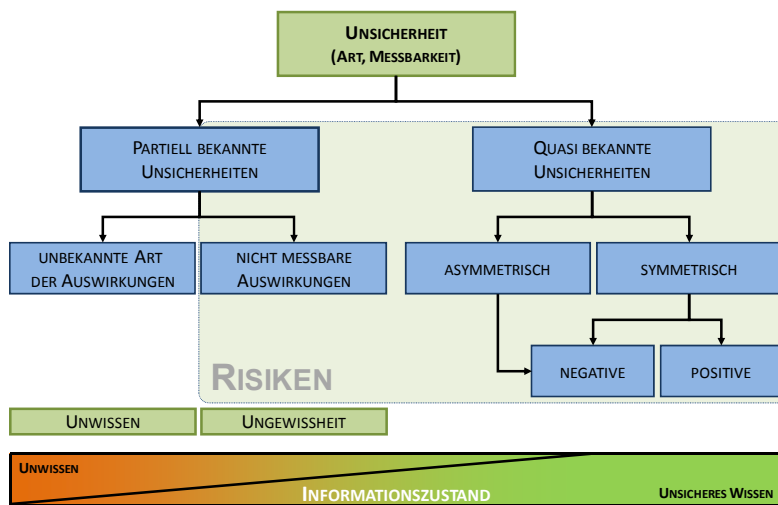 UNSICHERHEIT
(ART, MESSBARKEIT)
PARTIELL BEKANNTE
UNSICHERHEITEN
QUASI BEKANNTE
UNSICHERHEITEN
UNBEKANNTE ART
DER AUSWIRKUNGEN
NICHT MESSBARE
AUSWIRKUNGEN
ASYMMETRISCH
SYMMETRISCH
NEGATIVE
POSITIVE
RISIKEN
UNWISSEN
UNGEWISSHEIT
UNWISSEN
INFORMATIONSZUSTAND
UNSICHERES WISSEN